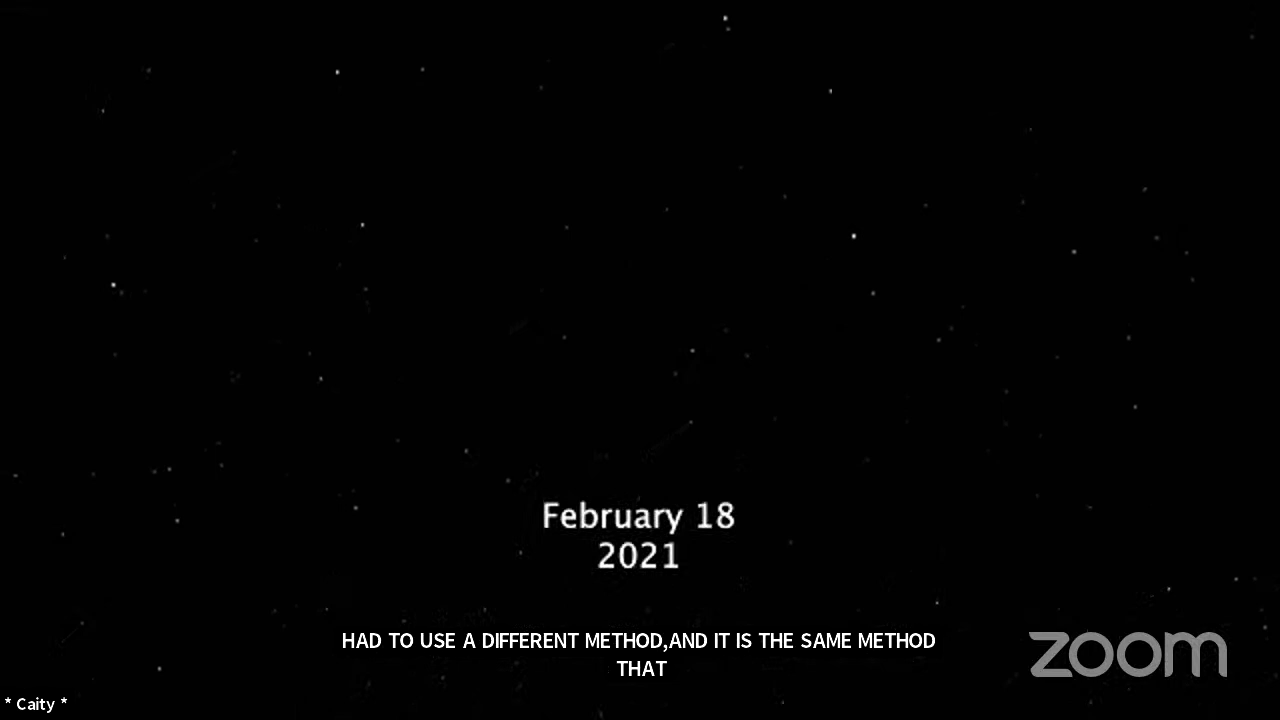 February 18
2021
HAD TO USE A DIFFERENT METHOD,AND IT IS THE SAME METHOD
THAT
zoom
* Caity *